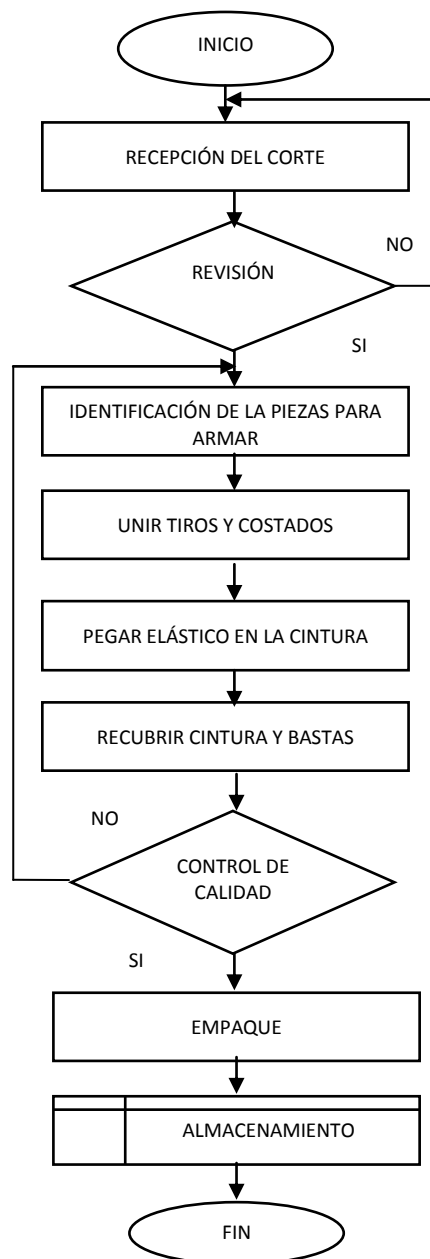 INICIO
RECEPCIÓN DEL CORTE
NO
REVISIÓN
SI
IDENTIFICACIÓN DE LA PIEZAS PARA
ARMAR
UNIR TIROS Y COSTADOS
PEGAR ELÁSTICO EN LA CINTURA
RECUBRIR CINTURA Y BASTAS
NO
CONTROL DE
CALIDAD
SI
EMPAQUE
ALMACENAMIENTO
FIN